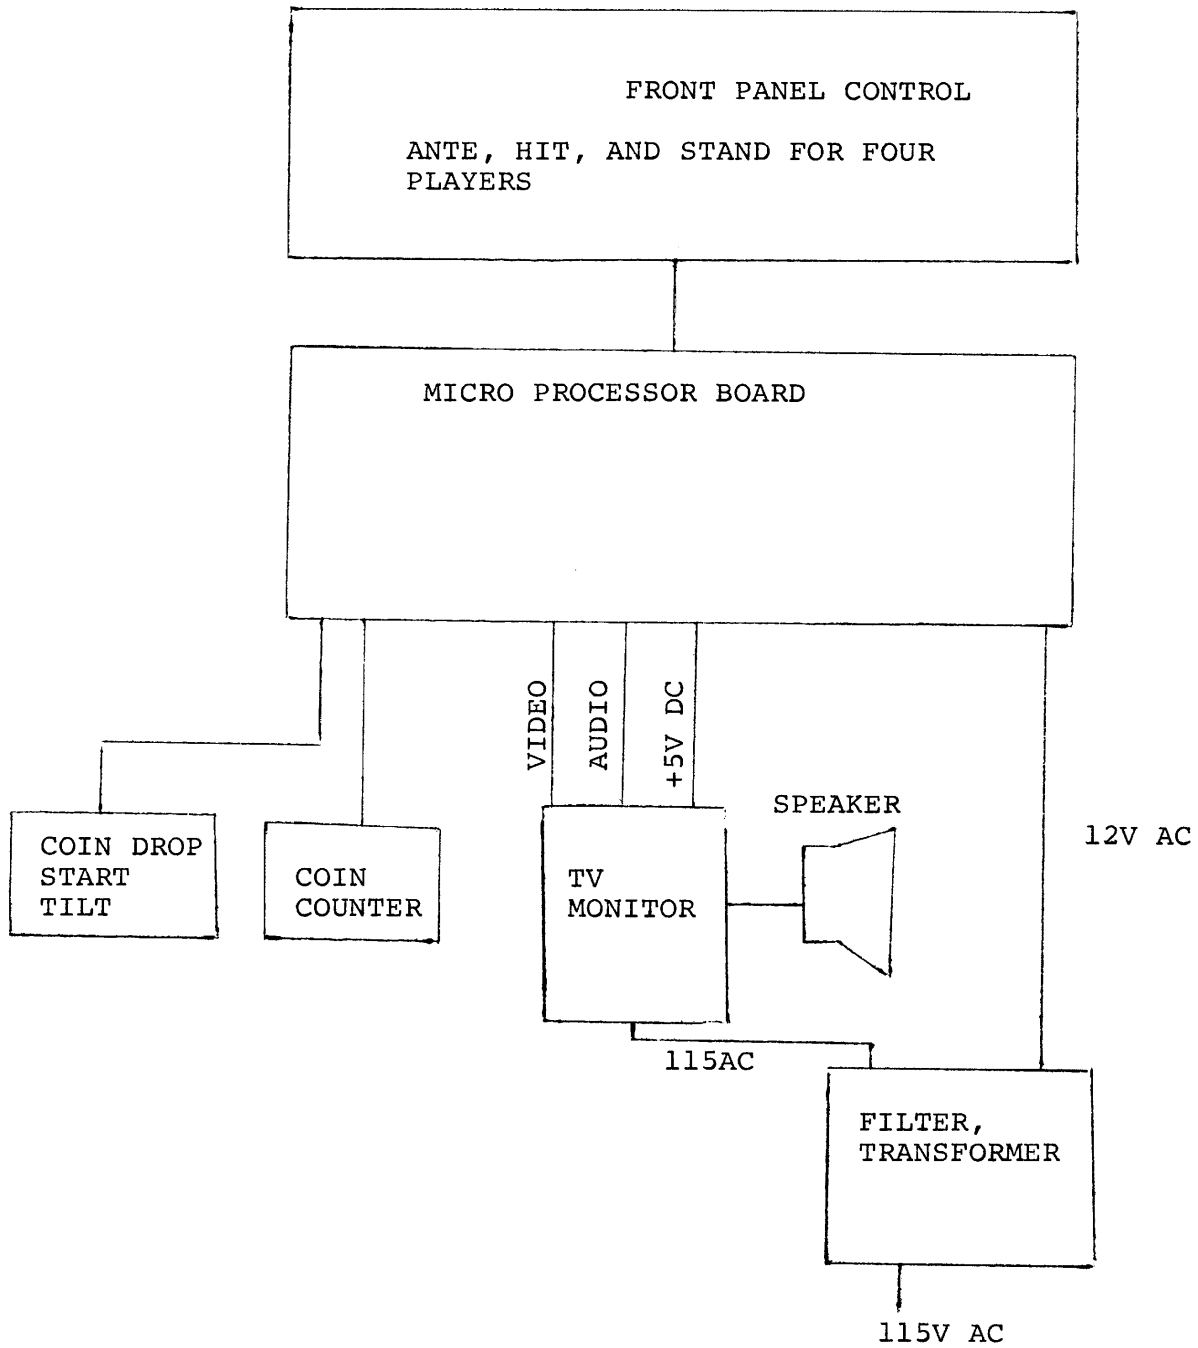 FRONT PANEL CONTROL
ANTE, HIT, AND STAND FOR FOUR
PLAYERS
MICRO PROCESSOR BOARD
VIDEO
AUDIO
+5V DC
SPEAKER
12V AC
COIN DROP
START
TILT
COIN
COUNTER
TV
MONITOR
115AC
FILTER,
TRANSFORMER
115V AC